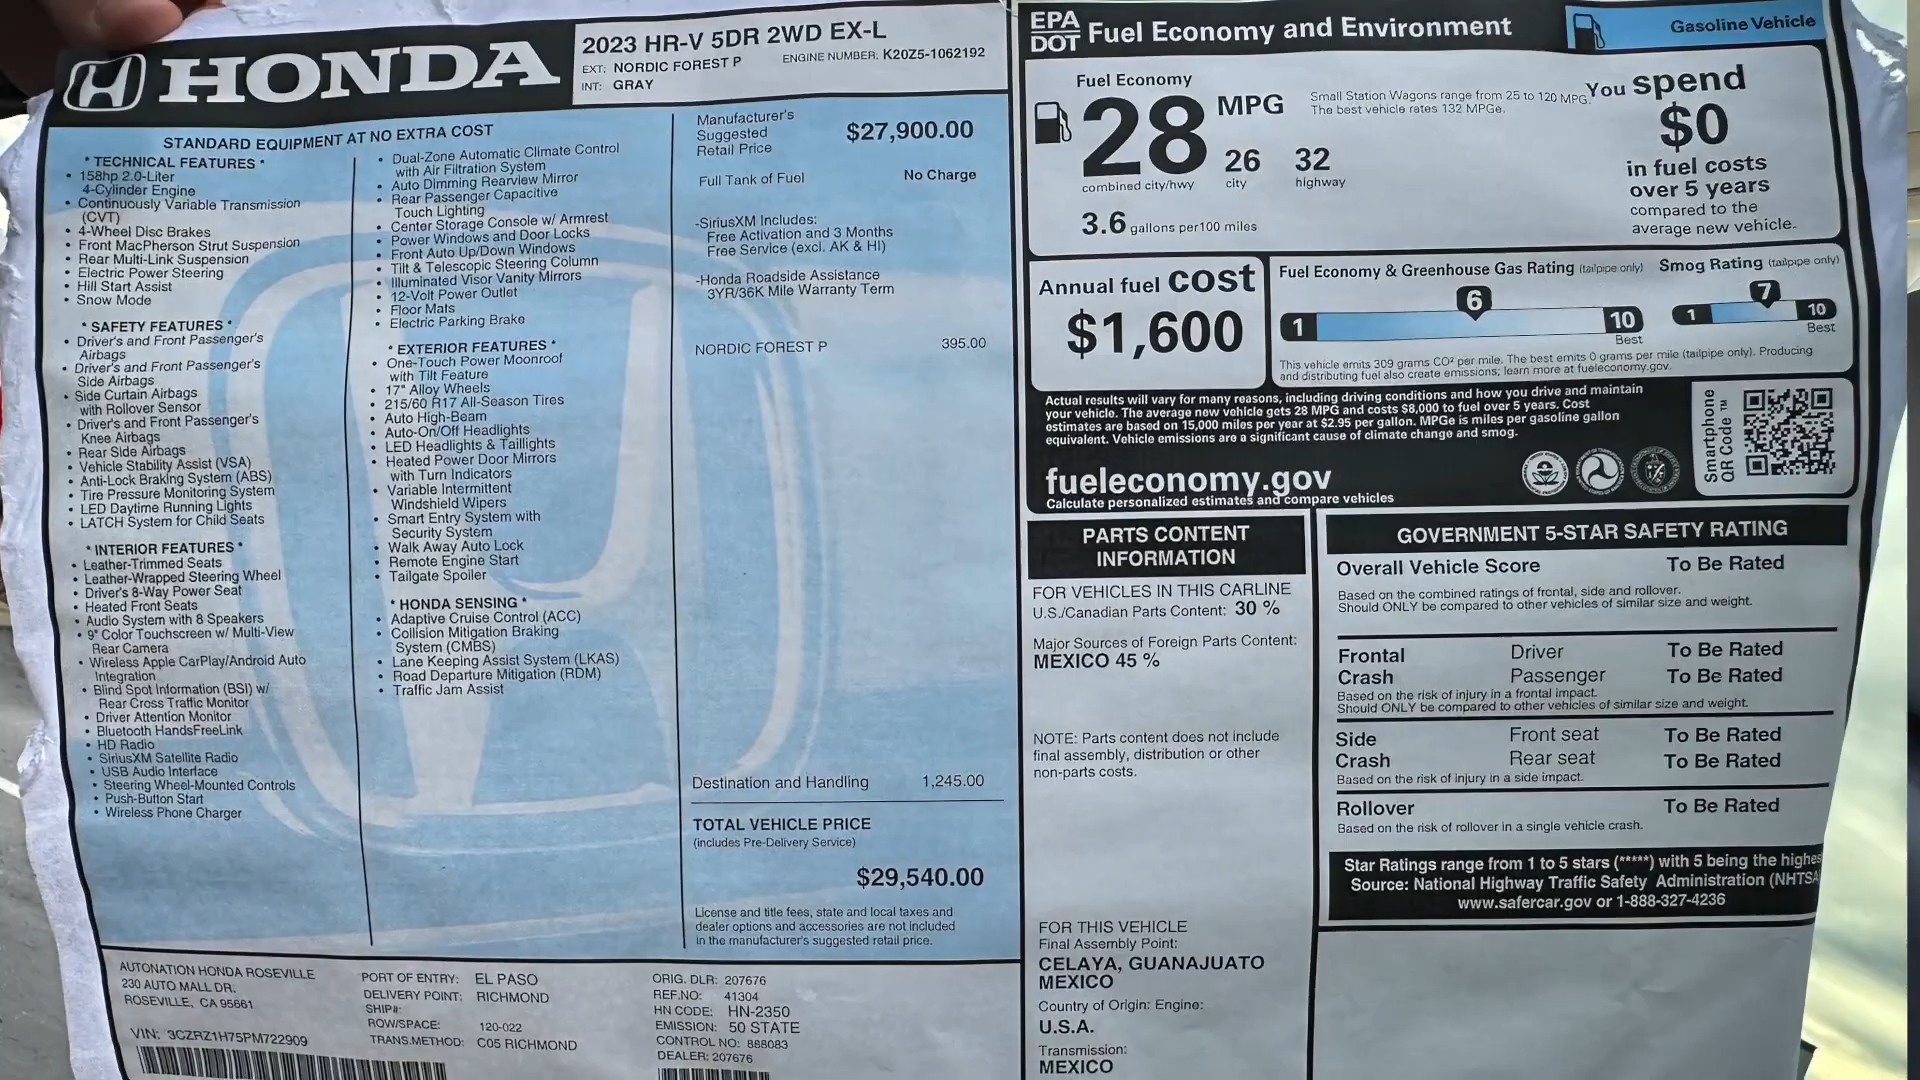 HONDA
2023 HR-V 5DR 2WD EX-L
EXT: NORDIC FOREST P ENGINE NUMBER: K20Z5-1062192
INT: GRAY
STANDARD EQUIPMENT AT NO EXTRA COST
* TECHNICAL FEATURES *
• 158hp 2.0-Liter
4-Cylinder Engine
• Continuously Variable Transmission
(CVT)
• 4-Wheel Disc Brakes
• Front MacPherson Strut Suspension
• Rear Multi-Link Suspension
• Electric Power Steering
• Hill Start Assist
• Snow Mode
* SAFETY FEATURES *
• Driver's and Front Passenger's
Airbags
• Driver's and Front Passenger's
Side Airbags
• Side Curtain Airbags
with Rollover Sensor
• Driver's and Front Passenger's
Knee Airbags
• Rear Side Airbags
• Vehicle Stability Assist (VSA)
• Anti-Lock Braking System (ABS)
• Tire Pressure Monitoring System
• LED Daytime Running Lights
• LATCH System for Child Seats
* INTERIOR FEATURES *
• Leather-Trimmed Seats
• Leather-Wrapped Steering Wheel
• Driver's 8-Way Power Seat
• Heated Front Seats
• Audio System with 8 Speakers
• 9" Color Touchscreen w/ Multi-View
Rear Camera
• Wireless Apple CarPlay/Android Auto
Integration
• Blind Spot Information (BSI) w/
Rear Cross Traffic Monitor
• Driver Attention Monitor
• Bluetooth HandsFreeLink
• HD Radio
• SiriusXM Satellite Radio
• USB Audio Interface
• Steering Wheel-Mounted Controls
• Push-Button Start
• Wireless Phone Charger
• Dual-Zone Automatic Climate Control
with Air Filtration System
• Auto Dimming Rearview Mirror
• Rear Passenger Capacitive
Touch Lighting
• Center Storage Console w/ Armrest
• Power Windows and Door Locks
• Front Auto Up/Down Windows
• Tilt & Telescopic Steering Column
• Illuminated Visor Vanity Mirrors
• 12-Volt Power Outlet
• Floor Mats
• Electric Parking Brake
* EXTERIOR FEATURES *
• One-Touch Power Moonroof
with Tilt Feature
• 17" Alloy Wheels
• 215/60 R17 All-Season Tires
• Auto High-Beam
• Auto-On/Off Headlights
• LED Headlights & Taillights
• Heated Power Door Mirrors
with Turn Indicators
• Variable Intermittent
Windshield Wipers
• Smart Entry System with
Security System
• Walk Away Auto Lock
• Remote Engine Start
• Tailgate Spoiler
* HONDA SENSING *
• Adaptive Cruise Control (ACC)
• Collision Mitigation Braking
System (CMBS)
• Lane Keeping Assist System (LKAS)
• Road Departure Mitigation (RDM)
• Traffic Jam Assist
Manufacturer's
Suggested
Retail Price $27,900.00
Full Tank of Fuel No Charge
-SiriusXM Includes:
Free Activation and 3 Months
Free Service (excl. AK & HI)
-Honda Roadside Assistance
3YR/36K Mile Warranty Term
NORDIC FOREST P 395.00
Destination and Handling 1,245.00
TOTAL VEHICLE PRICE
(includes Pre-Delivery Service)
$29,540.00
License and title fees, state and local taxes and
dealer options and accessories are not included
in the manufacturer's suggested retail price.
AUTONATION HONDA ROSEVILLE
230 AUTO MALL DR.
ROSEVILLE, CA 95661
VIN: 3CZRZ1H75PM722909
PORT OF ENTRY: EL PASO
DELIVERY POINT: RICHMOND
SHIP#:
ROW/SPACE: 120-022
TRANS.METHOD: C05 RICHMOND
ORIG. DLR: 207676
REF.NO: 41304
HN CODE: HN-2350
EMISSION: 50 STATE
CONTROL NO: 888083
DEALER: 207676
EPA
DOT Fuel Economy and Environment
Gasoline Vehicle
Fuel Economy
28 MPG
combined city/hwy
26
city
32
highway
3.6 gallons per 100 miles
Small Station Wagons range from 25 to 120 MPG.
The best vehicle rates 132 MPGe.
You spend
$0
in fuel costs
over 5 years
compared to the
average new vehicle.
Annual fuel cost
$1,600
Fuel Economy & Greenhouse Gas Rating (tailpipe only)
6
1 10
Best
Smog Rating (tailpipe only)
7
1 10
Best
This vehicle emits 309 grams CO² per mile. The best emits 0 grams per mile (tailpipe only). Producing
and distributing fuel also create emissions; learn more at fueleconomy.gov.
Actual results will vary for many reasons, including driving conditions and how you drive and maintain
your vehicle. The average new vehicle gets 28 MPG and costs $8,000 to fuel over 5 years. Cost
estimates are based on 15,000 miles per year at $2.95 per gallon. MPGe is miles per gasoline gallon
equivalent. Vehicle emissions are a significant cause of climate change and smog.
fueleconomy.gov
Calculate personalized estimates and compare vehicles
Smartphone
QR Code™
PARTS CONTENT
INFORMATION
FOR VEHICLES IN THIS CARLINE
U.S./Canadian Parts Content: 30 %
Major Sources of Foreign Parts Content:
MEXICO 45 %
NOTE: Parts content does not include
final assembly, distribution or other
non-parts costs.
FOR THIS VEHICLE
Final Assembly Point:
CELAYA, GUANAJUATO
MEXICO
Country of Origin: Engine:
U.S.A.
Transmission:
MEXICO
GOVERNMENT 5-STAR SAFETY RATING
Overall Vehicle Score To Be Rated
Based on the combined ratings of frontal, side and rollover.
Should ONLY be compared to other vehicles of similar size and weight.
Frontal Driver To Be Rated
Crash Passenger To Be Rated
Based on the risk of injury in a frontal impact.
Should ONLY be compared to other vehicles of similar size and weight.
Side Front seat To Be Rated
Crash Rear seat To Be Rated
Based on the risk of injury in a side impact.
Rollover To Be Rated
Based on the risk of rollover in a single vehicle crash.
Star Ratings range from 1 to 5 stars (*****) with 5 being the highes
Source: National Highway Traffic Safety Administration (NHTSA
www.safercar.gov or 1-888-327-4236